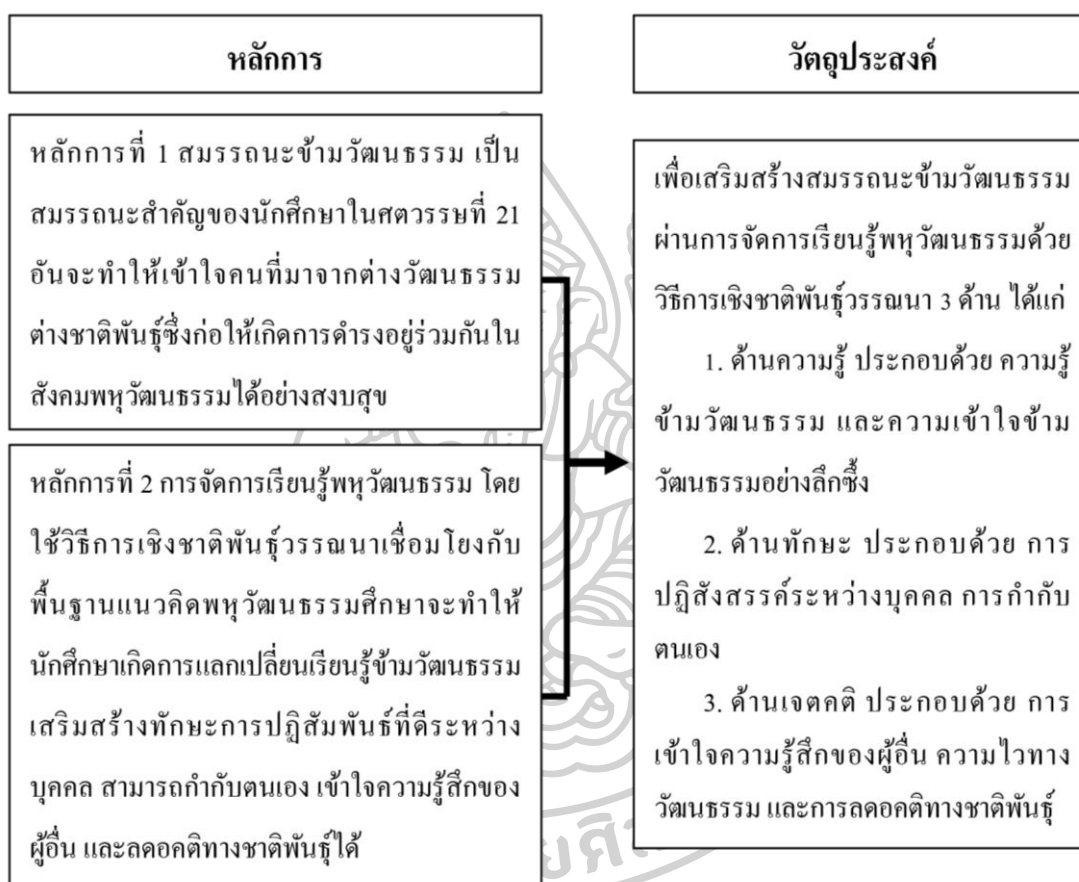 หลักการ
หลักการที่ 1 สมรรถนะข้ามวัฒนธรรม เป็น
สมรรถนะสำคัญของนักศึกษาในศตวรรษที่ 21
อันจะทำให้เข้าใจคนที่มาจากต่างวัฒนธรรม
ต่างชาติพันธุ์ซึ่งก่อให้เกิดการดำรงอยู่ร่วมกันใน
สังคมพหุวัฒนธรรมได้อย่างสงบสุข
หลักการที่ 2 การจัดการเรียนรู้พหุวัฒนธรรม โดย
ใช้วิธีการเชิงชาติพันธุ์วรรณนาเชื่อมโยงกับ
พื้นฐานแนวคิดพหุวัฒนธรรมศึกษาจะทำให้
นักศึกษาเกิดการแลกเปลี่ยนเรียนรู้ข้ามวัฒนธรรม
เสริมสร้างทักษะการปฏิสัมพันธ์ที่ดีระหว่าง
บุคคล สามารถกำกับตนเอง เข้าใจความรู้สึกของ
ผู้อื่น และลดอคติทางชาติพันธุ์ได้
วัตถุประสงค์
เพื่อเสริมสร้างสมรรถนะข้ามวัฒนธรรม
ผ่านการจัดการเรียนรู้พหุวัฒนธรรมด้วย
วิธีการเชิงชาติพันธุ์วรรณนา 3 ด้าน ได้แก่
1. ด้านความรู้ ประกอบด้วย ความรู้
ข้ามวัฒนธรรม และความเข้าใจข้าม
วัฒนธรรมอย่างลึกซึ้ง
2. ด้านทักษะ ประกอบด้วย การ
ปฏิสังสรรค์ระหว่างบุคคล การกำกับ
ตนเอง
3. ด้านเจตคติ ประกอบด้วย การ
เข้าใจความรู้สึกของผู้อื่น ความไวทาง
วัฒนธรรม และการลดอคติทางชาติพันธุ์